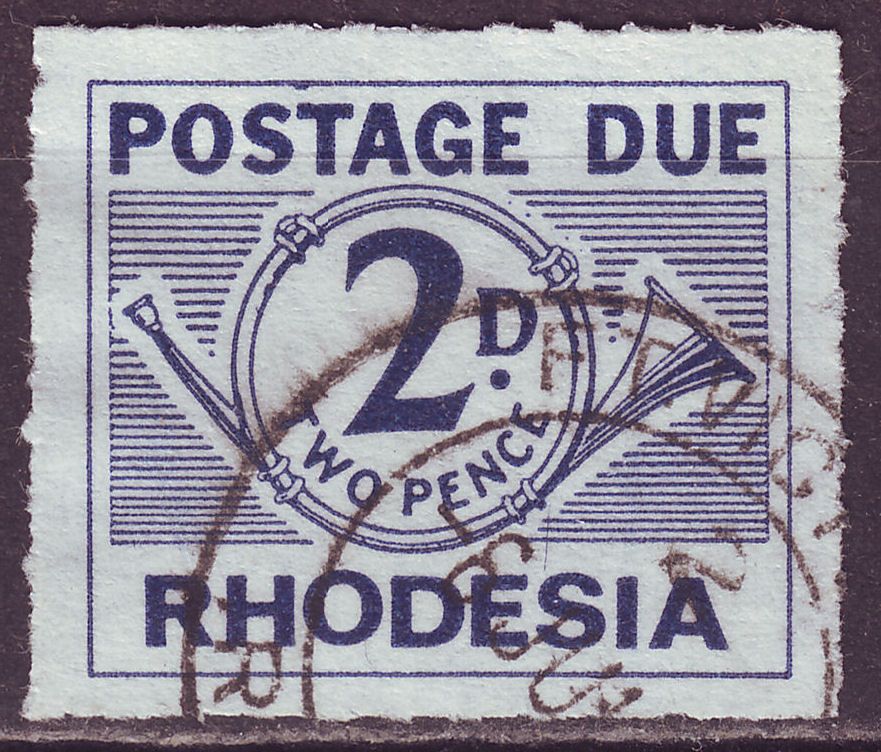 POSTAGE DUE
2D.
TWO PENCE
RHODESIA